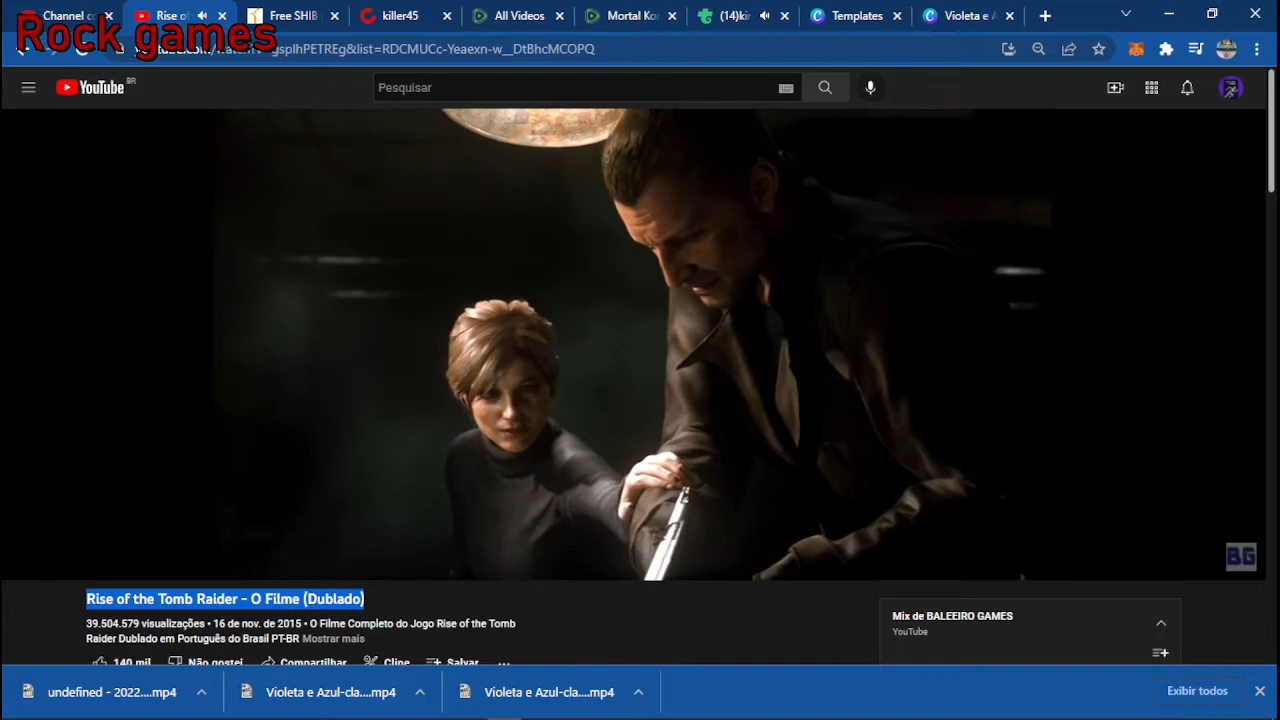 Rock games
Channel co
Rise of
Free SHIB
killer45
All Videos
Mortal Ko
(14)kin
Templates
Violeta e A
gspIhPETREg&list=RDCMUCc-Yeaexn-w__DtBhcMCOPQ
YouTube BR
Pesquisar
BG
Rise of the Tomb Raider - O Filme (Dublado)
39.504.579 visualizações • 16 de nov. de 2015 • O Filme Completo do Jogo Rise of the Tomb
Raider Dublado em Português do Brasil PT-BR Mostrar mais
140 mil Não gostei Compartilhar Clipe Salvar ...
Mix de BALEEIRO GAMES
YouTube
undefined - 2022....mp4
Violeta e Azul-cla....mp4
Violeta e Azul-cla....mp4
Exibir todos